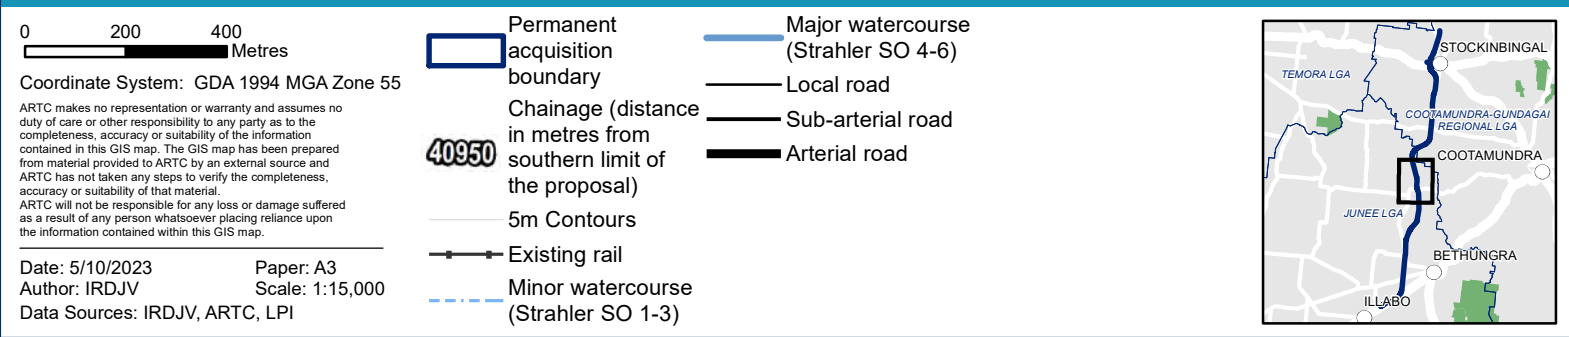 0 200 400
Metres
Coordinate System: GDA 1994 MGA Zone 55
ARTC makes no representation or warranty and assumes no
duty of care or other responsibility to any party as to the
completeness, accuracy or suitability of the information
contained in this GIS map. The GIS map has been prepared
from material provided to ARTC by an external source and
ARTC has not taken any steps to verify the completeness,
accuracy or suitability of that material.
ARTC will not be responsible for any loss or damage suffered
as a result of any person whatsoever placing reliance upon
the information contained within this GIS map.
Date: 5/10/2023 Paper: A3
Author: IRDJV Scale: 1:15,000
Data Sources: IRDJV, ARTC, LPI
Permanent
acquisition
boundary
40950
Chainage (distance
in metres from
southern limit of
the proposal)
5m Contours
Existing rail
Minor watercourse
(Strahler SO 1-3)
Major watercourse
(Strahler SO 4-6)
Local road
Sub-arterial road
Arterial road
STOCKINBINGAL
TEMORA LGA
COOTAMUNDRA-GUNDAGAI
REGIONAL LGA
COOTAMUNDRA
JUNEE LGA
BETHUNGRA
ILLABO